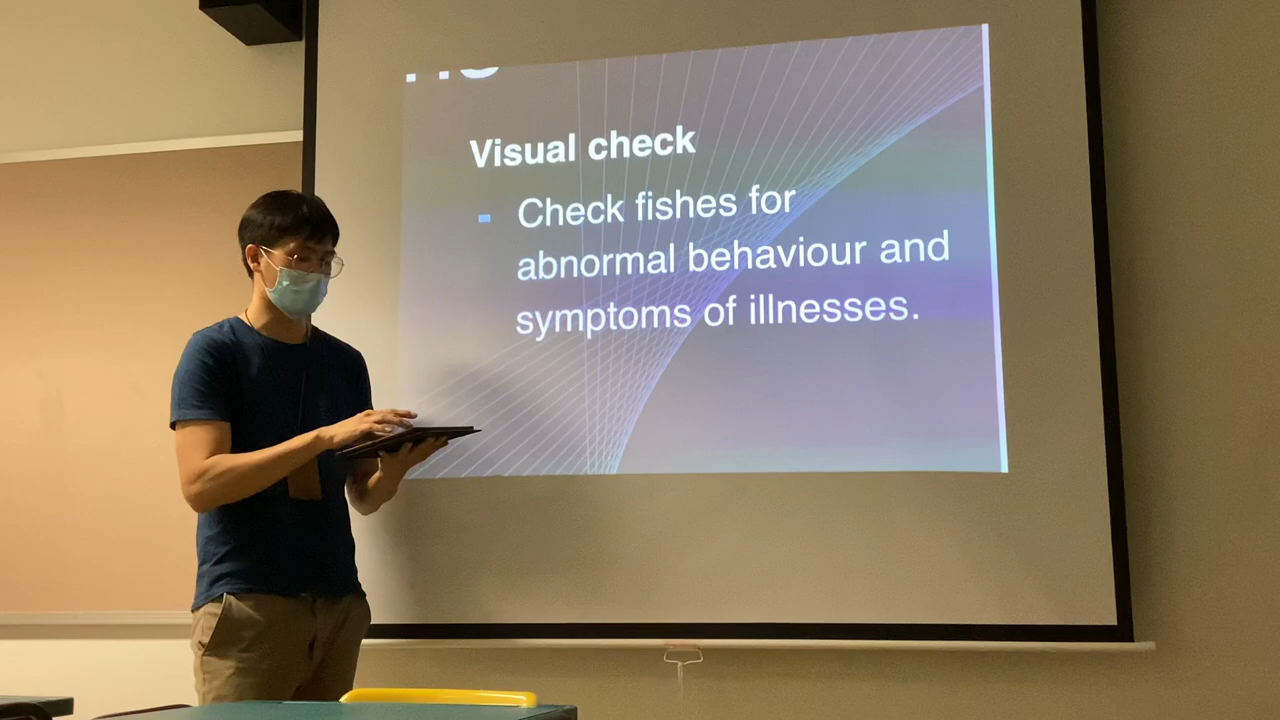 Visual check
- Check fishes for
abnormal behaviour and
symptoms of illnesses.